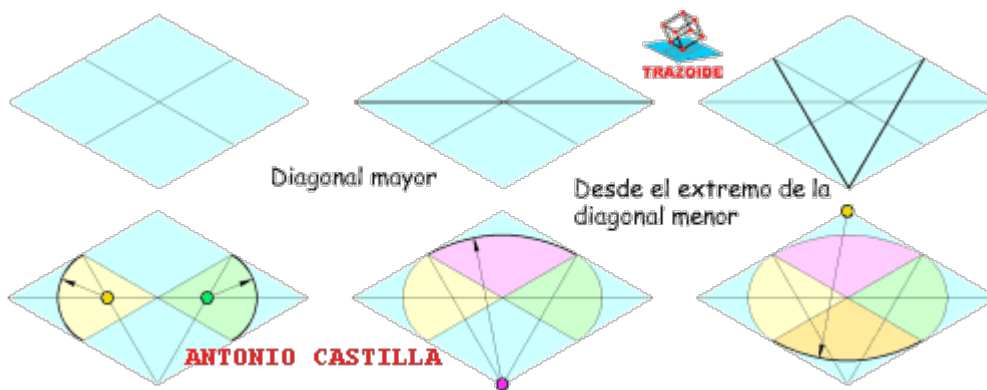 TRAZOIDE
Diagonal mayor
Desde el extremo de la
diagonal menor
ANTONIO CASTILLA